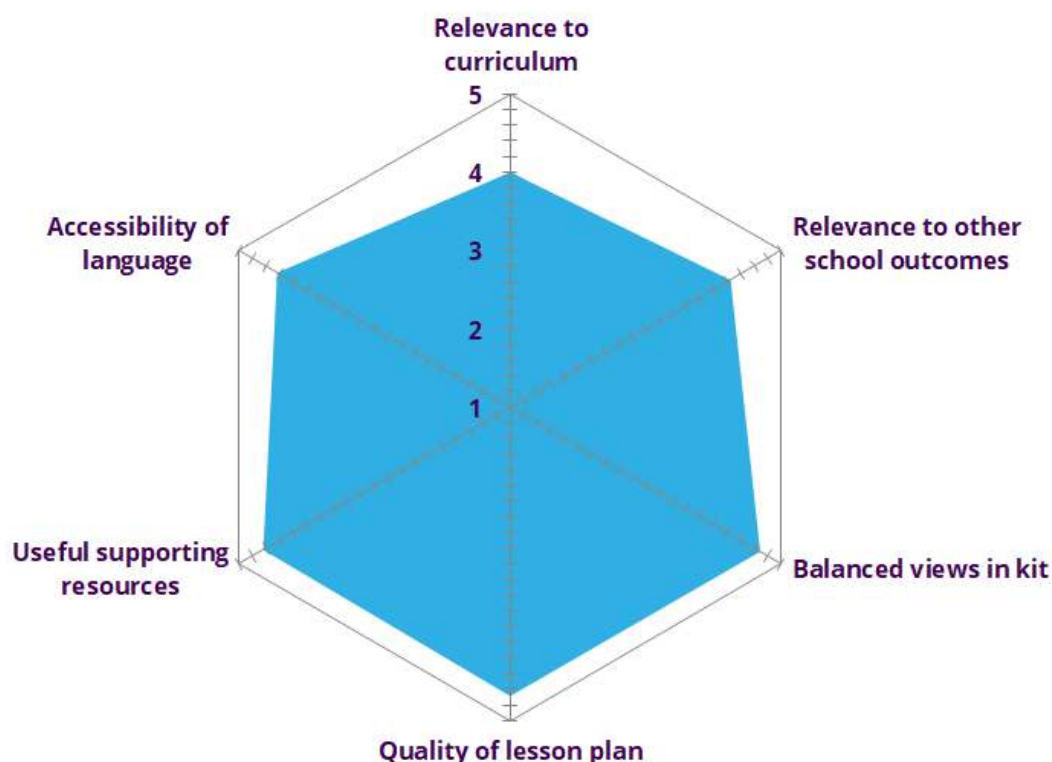 Relevance to
curriculum
5
4
3
2
1
Accessibility of
language
Relevance to other
school outcomes
Useful supporting
resources
Balanced views in kit
Quality of lesson plan